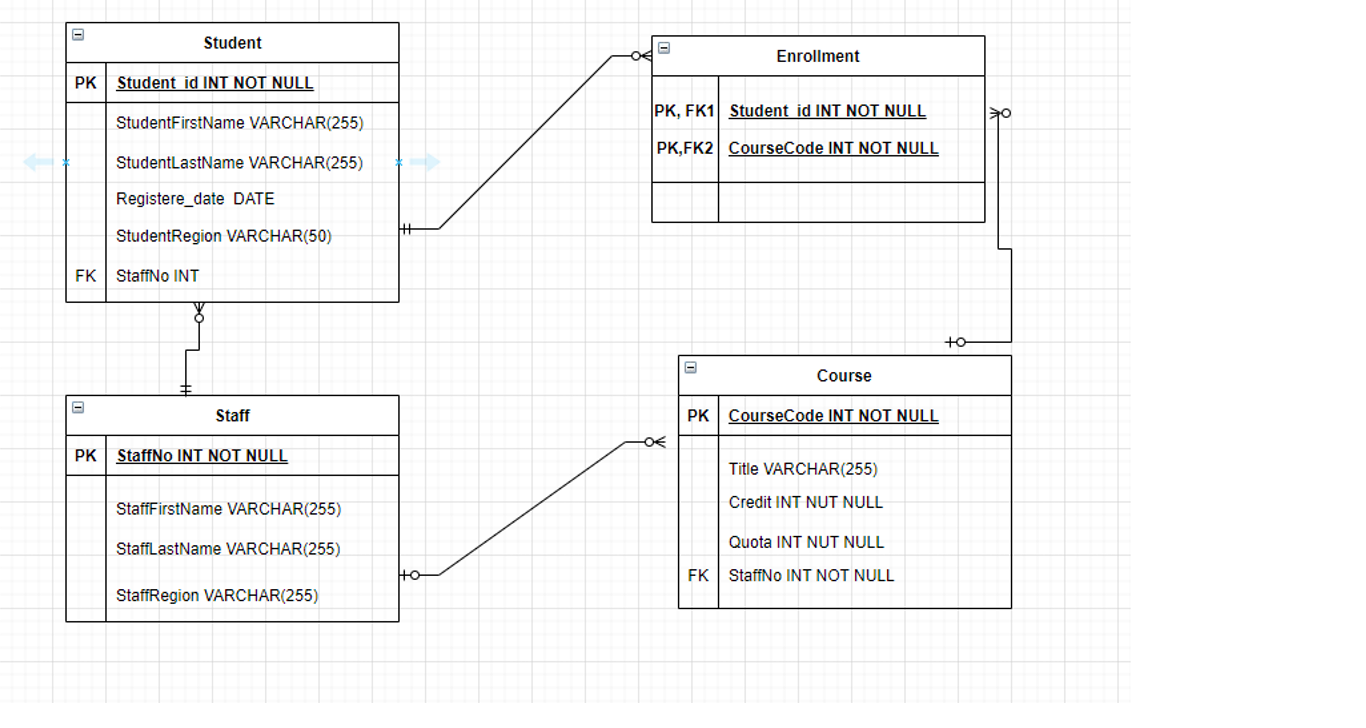 Student
PK Student_id INT NOT NULL
StudentFirstName VARCHAR(255)
StudentLastName VARCHAR(255)
Registere_date DATE
StudentRegion VARCHAR(50)
FK StaffNo INT
Enrollment
PK, FK1 Student_id INT NOT NULL
PK,FK2 CourseCode INT NOT NULL
Staff
PK StaffNo INT NOT NULL
StaffFirstName VARCHAR(255)
StaffLastName VARCHAR(255)
StaffRegion VARCHAR(255)
Course
PK CourseCode INT NOT NULL
Title VARCHAR(255)
Credit INT NUT NULL
Quota INT NUT NULL
FK StaffNo INT NOT NULL